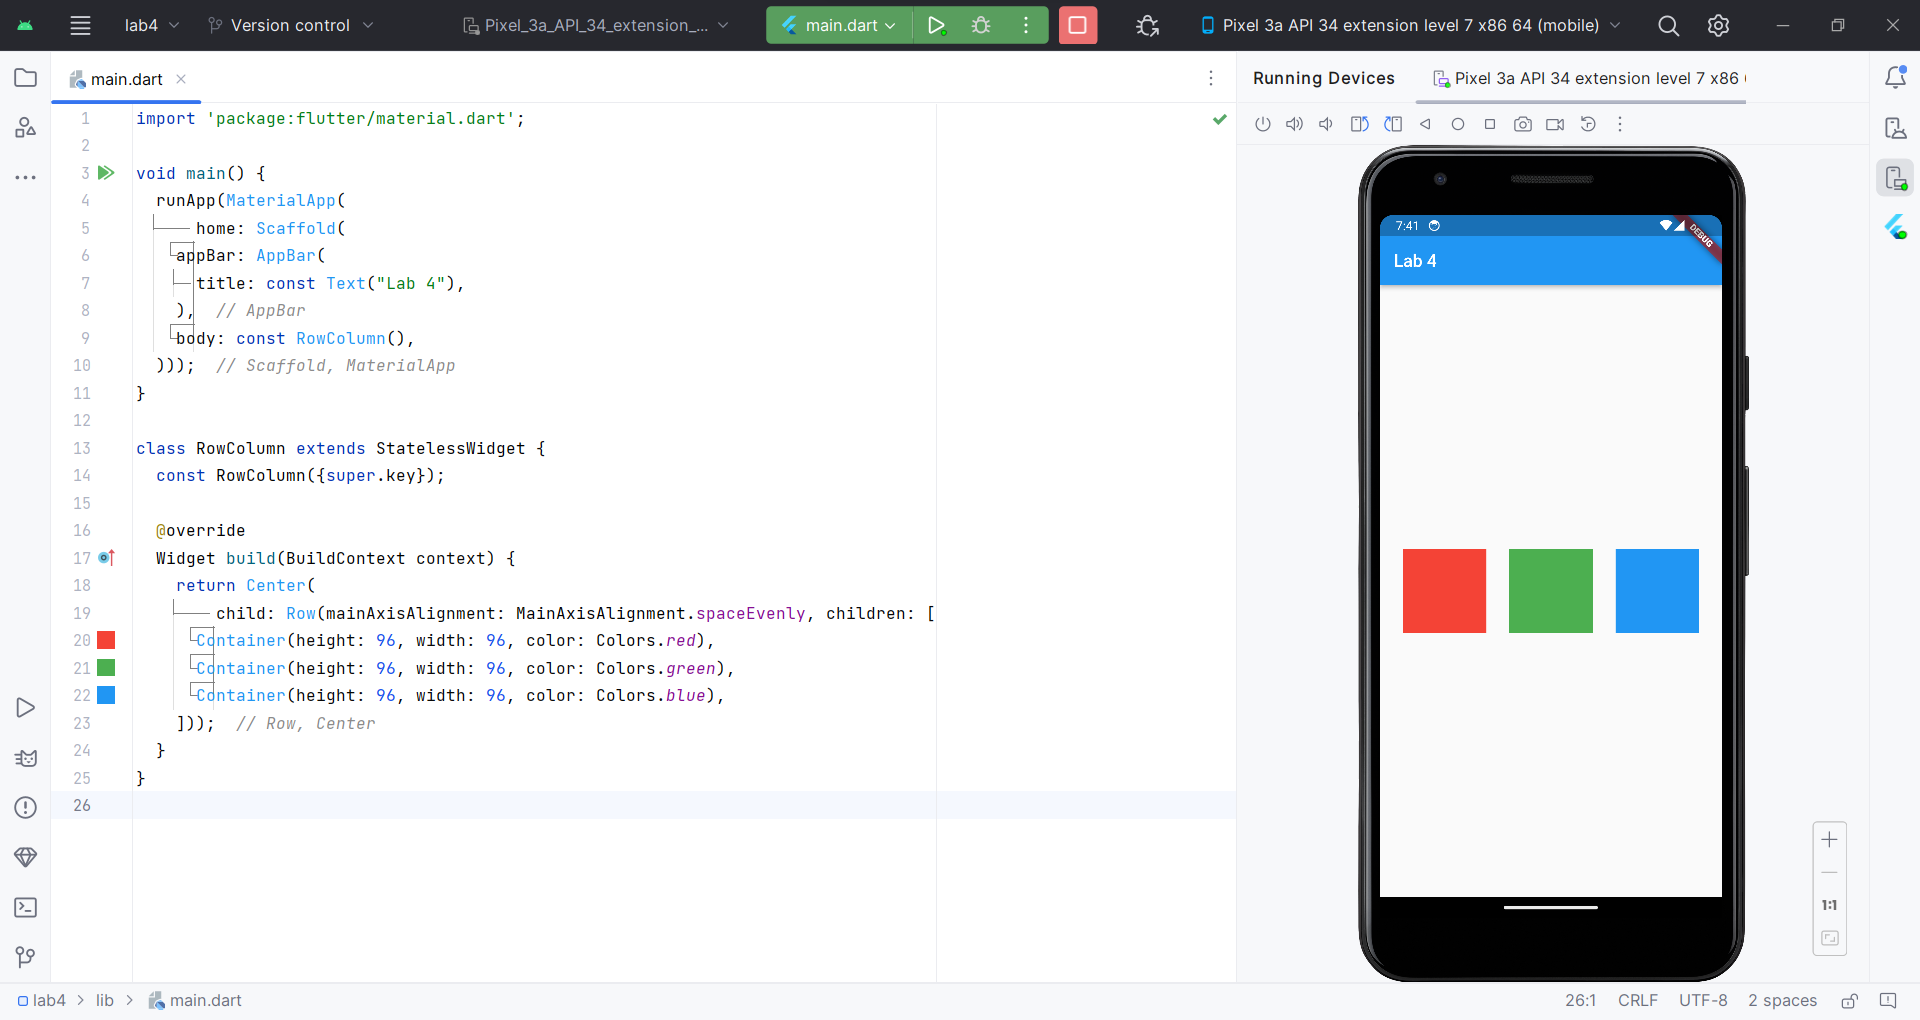 lab4 Version control Pixel_3a_API_34_extension_... main.dart Pixel 3a API 34 extension level 7 x86 64 (mobile)
main.dart Running Devices Pixel 3a API 34 extension level 7 x86
1 import 'package:flutter/material.dart';
2
3 void main() {
4 runApp(MaterialApp(
5 home: Scaffold(
6 appBar: AppBar(
7 title: const Text("Lab 4"),
8 ), // AppBar
9 body: const RowColumn(),
10 ))); // Scaffold, MaterialApp
11 }
12
13 class RowColumn extends StatelessWidget {
14 const RowColumn({super.key});
15
16 @override
17 Widget build(BuildContext context) {
18 return Center(
19 child: Row(mainAxisAlignment: MainAxisAlignment.spaceEvenly, children: [
20 Container(height: 96, width: 96, color: Colors.red),
21 Container(height: 96, width: 96, color: Colors.green),
22 Container(height: 96, width: 96, color: Colors.blue),
23 ])); // Row, Center
24 }
25 }
26
7:41
DEBUG
Lab 4
1:1
lab4 > lib > main.dart 26:1 CRLF UTF-8 2 spaces